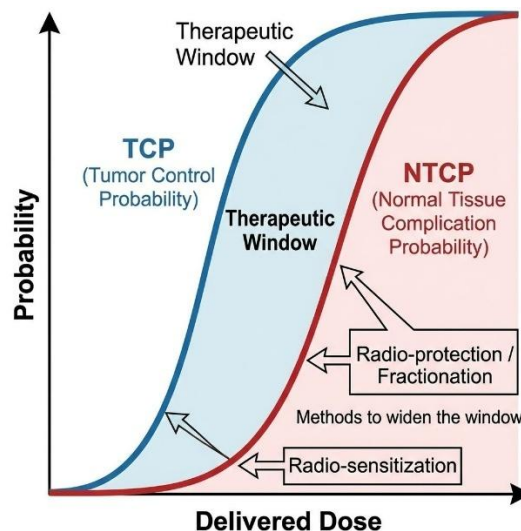 Therapeutic
Window
TCP
(Tumor Control
Probability)
NTCP
(Normal Tissue
Complication
Probability)
Therapeutic
Window
Probability
Radio-protection /
Fractionation
Methods to widen the window
Radio-sensitization
Delivered Dose